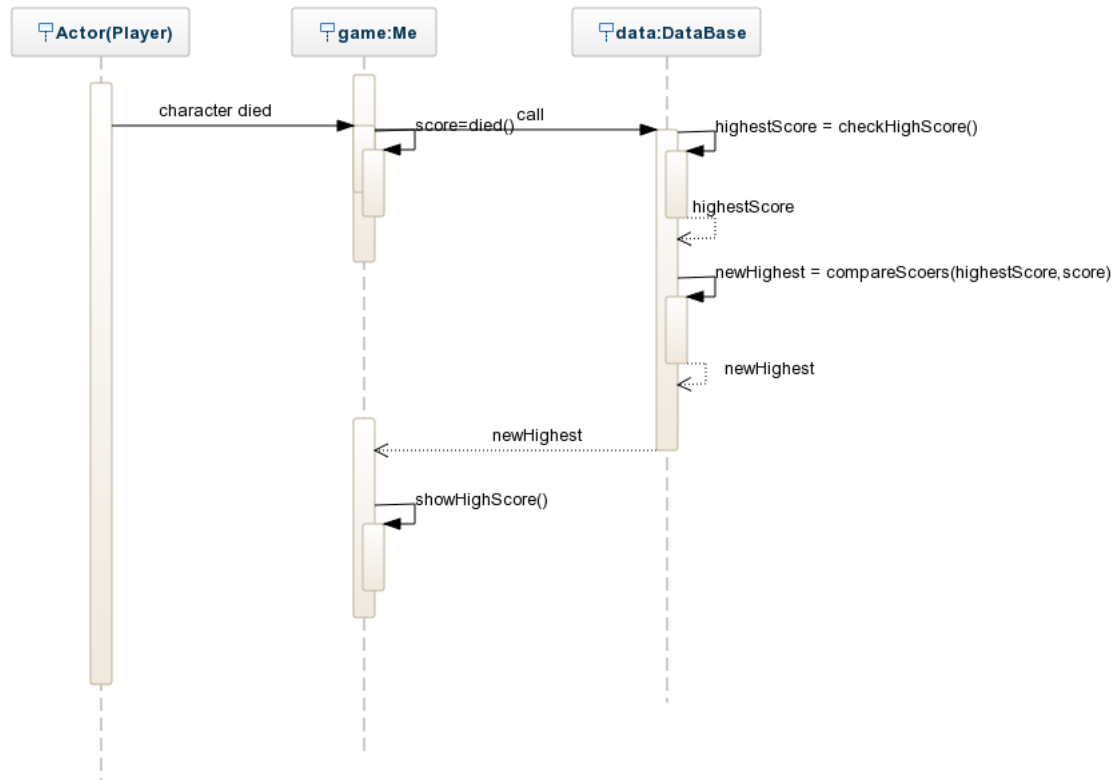 Actor(Player)
game:Me
data:DataBase
character died
score=died()
call
highestScore = checkHighScore()
highestScore
newHighest = compareScoers(highestScore,score)
newHighest
newHighest
showHighScore()